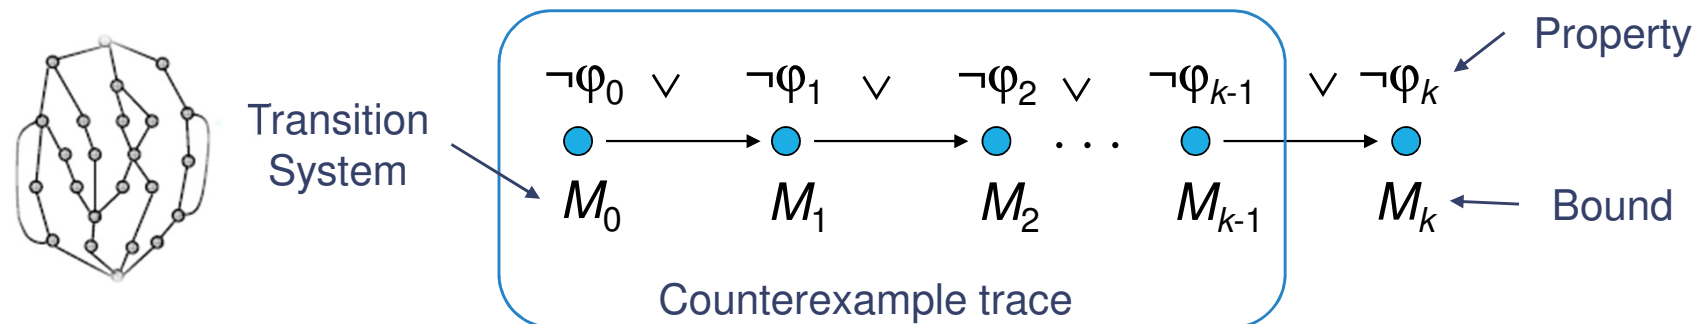 Property
¬φ0 ∨ ¬φ1 ∨ ¬φ2 ∨ ¬φk-1 ∨ ¬φk
Transition
System
. . .
M0 M1 M2 Mk-1 Mk
Bound
Counterexample trace